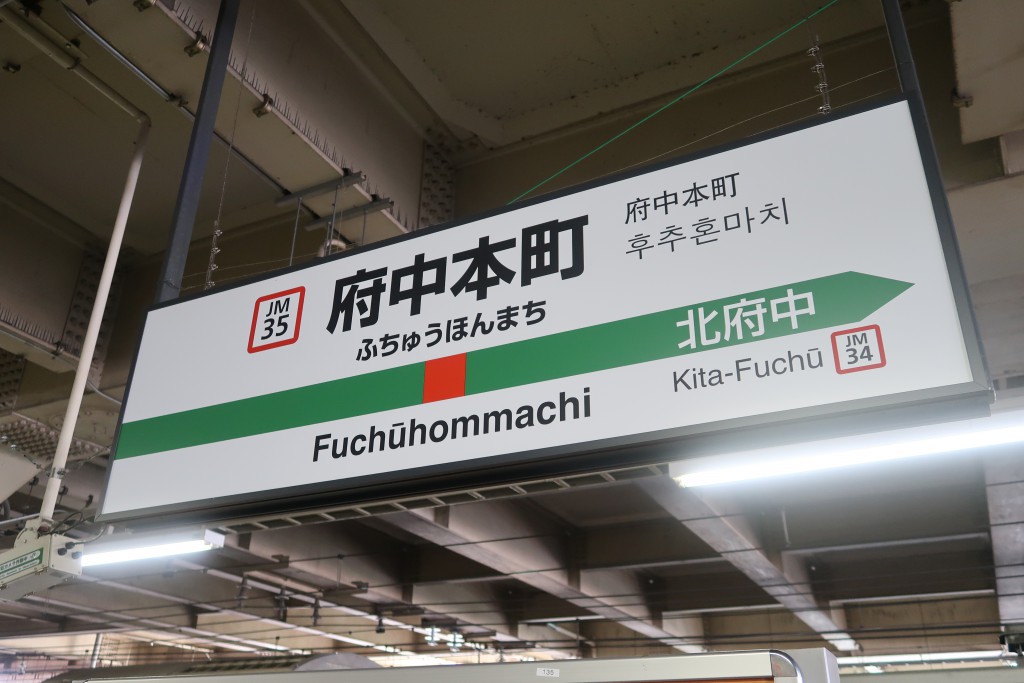 JM
35
府中本町
ふちゅうほんまち
府中本町
후추혼마치
北府中
Kita-Fuchū
JM
34
Fuchūhommachi
135